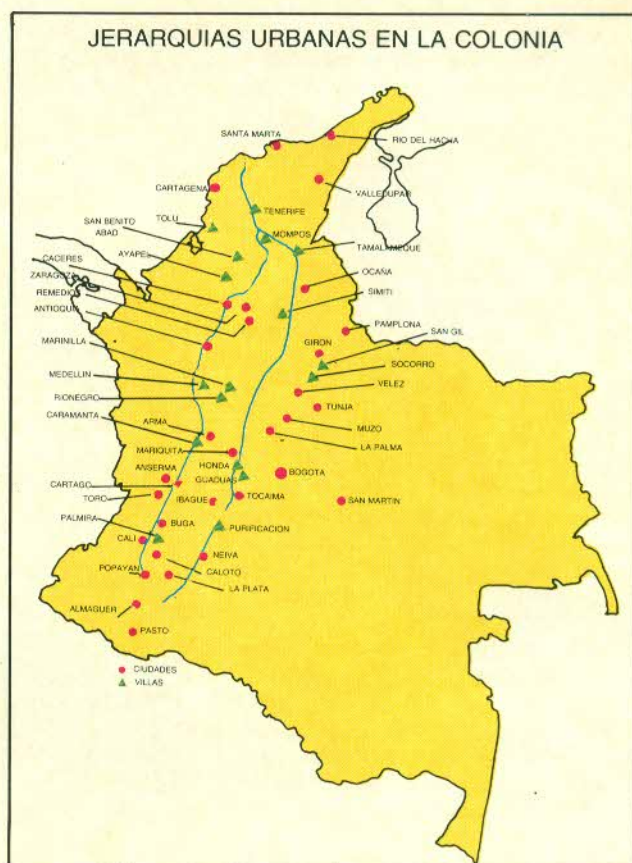 JERARQUIAS URBANAS EN LA COLONIA
SANTA MARTA
RIO DEL HACHA
CARTAGENA
VALLEDUPAR
TOLU
TENERIFE
SAN BENITO
ABAD
MOMPOS
AYAPEL
TAMALAMEQUE
CACERES
ZARAGOZA
OCAÑA
REMEDIOS
SIMITI
ANTIOQUIA
PAMPLONA
MARINILLA
GIRON
SAN GIL
MEDELLIN
SOCORRO
RIONEGRO
VELEZ
CARAMANTA
TUNJA
ARMA
MUZO
MARIQUITA
LA PALMA
ANSERMA
HONDA
BOGOTA
CARTAGO
GUADUAS
TORO
IBAGUE
TOCAIMA
SAN MARTIN
PALMIRA
BUGA
PURIFICACION
CALI
NEIVA
POPAYAN
CALOTO
LA PLATA
ALMAGUER
PASTO
CIUDADES
VILLAS